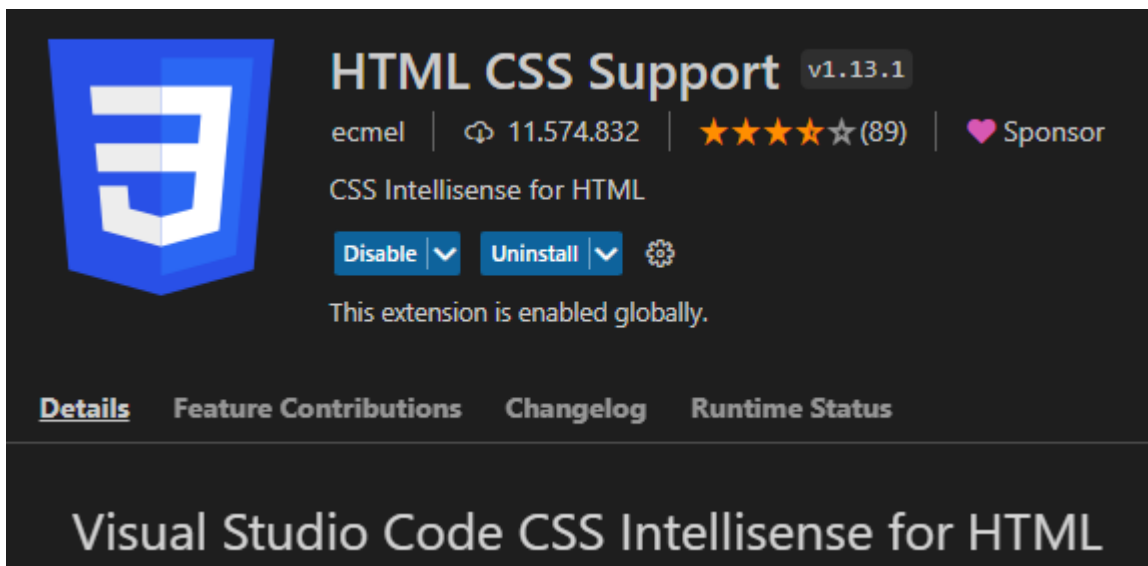 HTML CSS Support v1.13.1
ecmel 11.574.832 (89) Sponsor
CSS Intellisense for HTML
Disable Uninstall
This extension is enabled globally.
Details Feature Contributions Changelog Runtime Status
Visual Studio Code CSS Intellisense for HTML